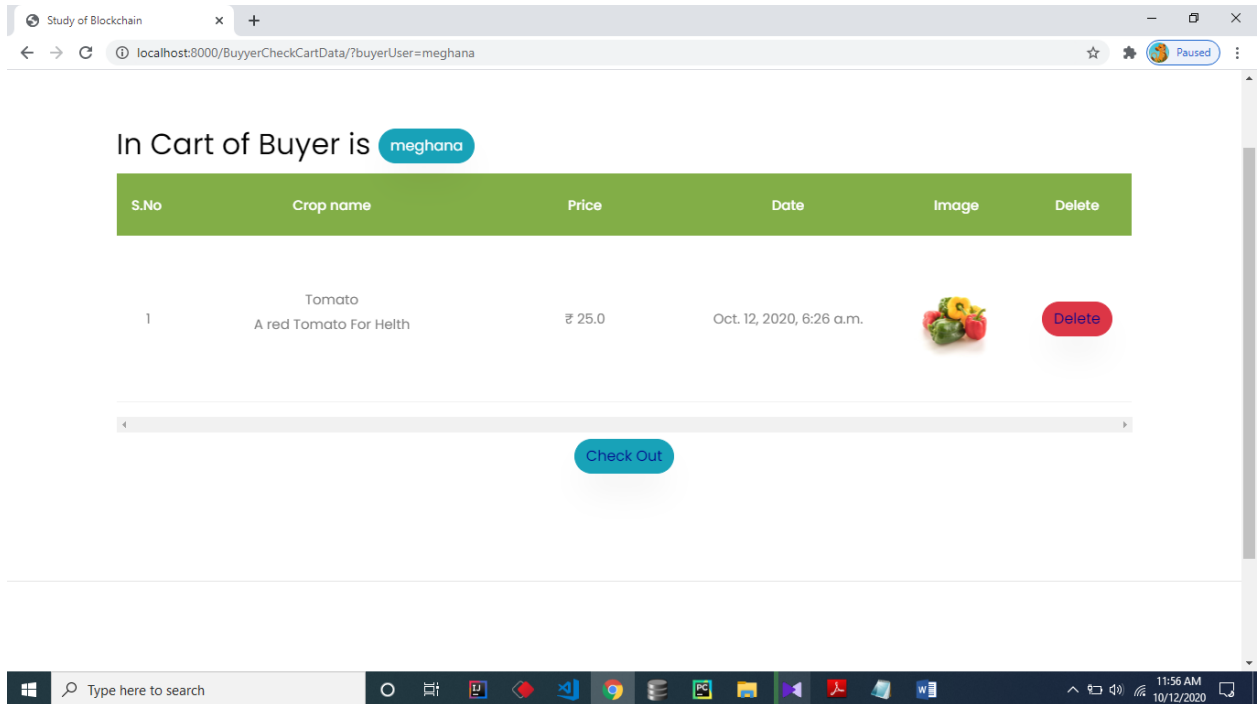 Study of Blockchain
localhost:8000/BuyyerCheckCartData/?buyerUser=meghana
Paused
In Cart of Buyer is meghana
S.No Crop name Price Date Image Delete
Tomato
1 A red Tomato For Helth ₹ 25.0 Oct. 12, 2020, 6:26 a.m. Delete
Check Out
Type here to search
11:56 AM
10/12/2020